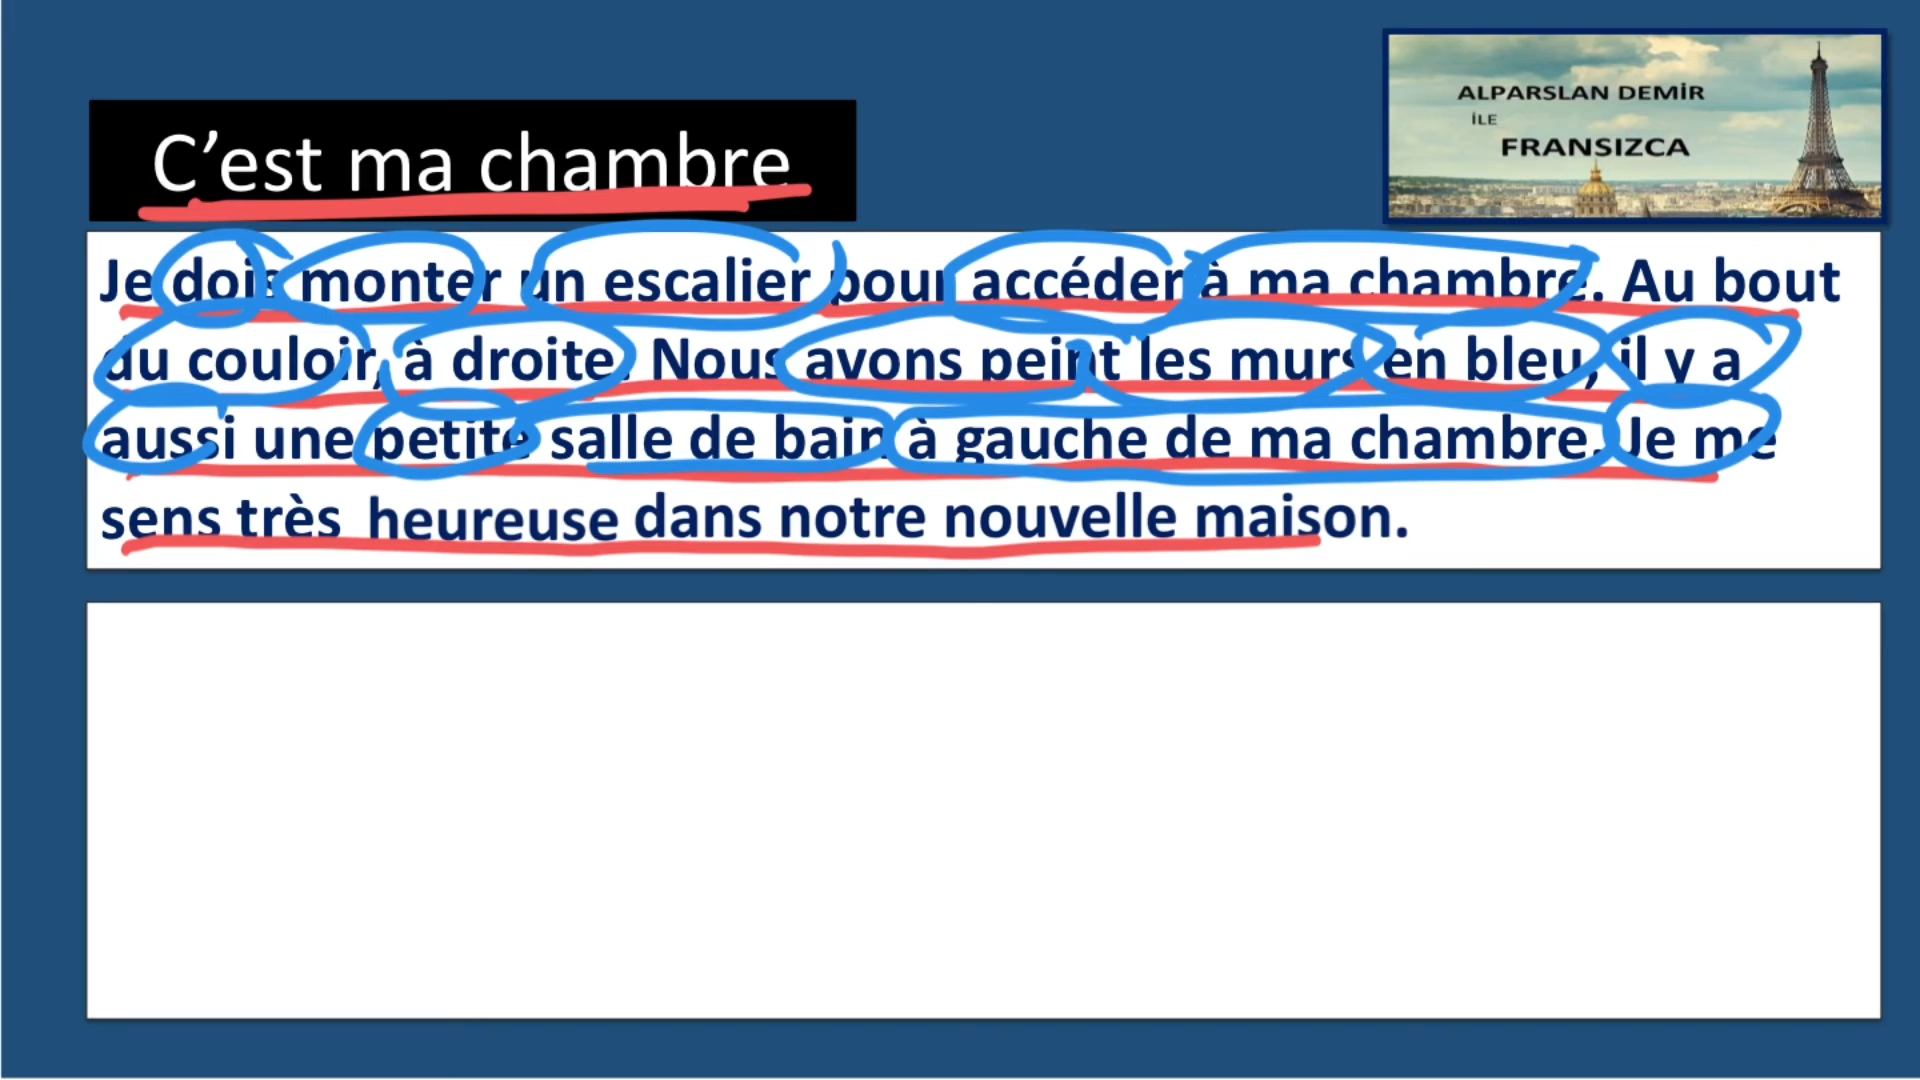 ALPARSLAN DEMİR
İLE
FRANSIZCA
C’est ma chambre
Je dois monter un escalier pour accéder à ma chambre. Au bout
du couloir, à droite. Nous avons peint les murs en bleu, il y a
aussi une petite salle de bain à gauche de ma chambre. Je me
sens très heureuse dans notre nouvelle maison.